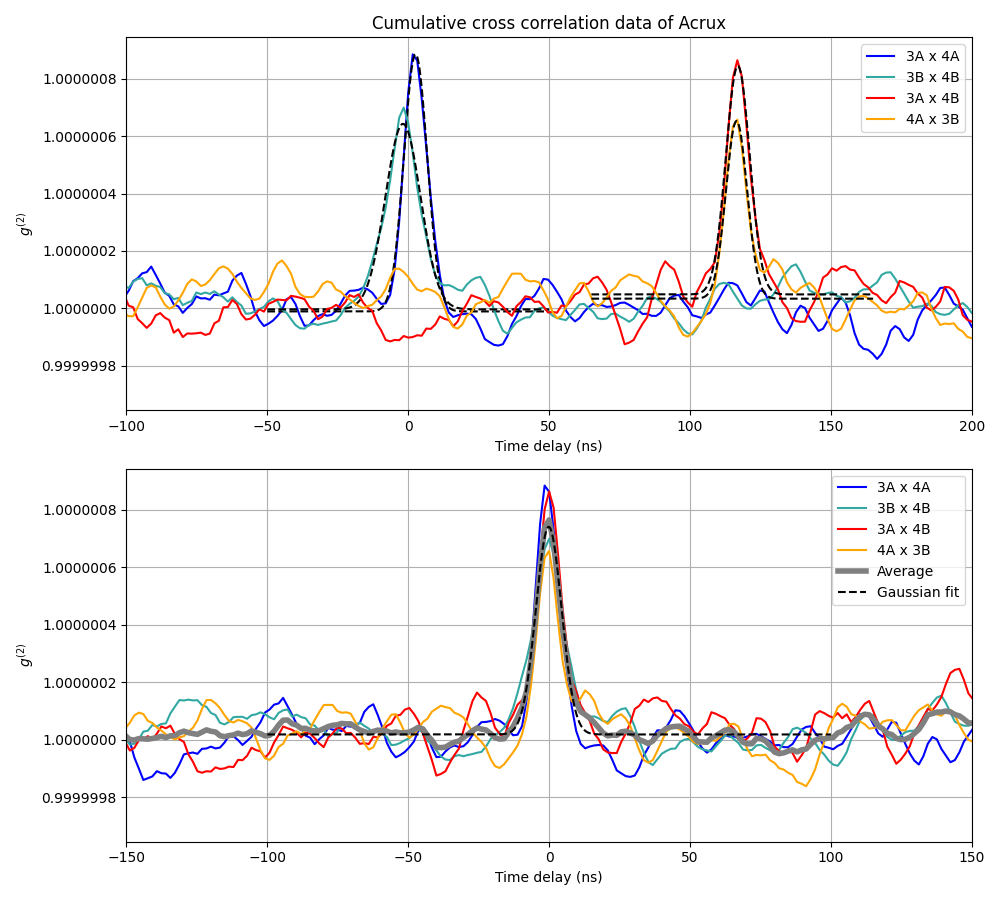 Cumulative cross correlation data of Acrux
g(2)
1.0000008
1.0000006
1.0000004
1.0000002
1.0000000
0.9999998
3A x 4A
3B x 4B
3A x 4B
4A x 3B
−100 −50 0 50 100 150 200
Time delay (ns)
g(2)
1.0000008
1.0000006
1.0000004
1.0000002
1.0000000
0.9999998
3A x 4A
3B x 4B
3A x 4B
4A x 3B
Average
Gaussian fit
−150 −100 −50 0 50 100 150
Time delay (ns)